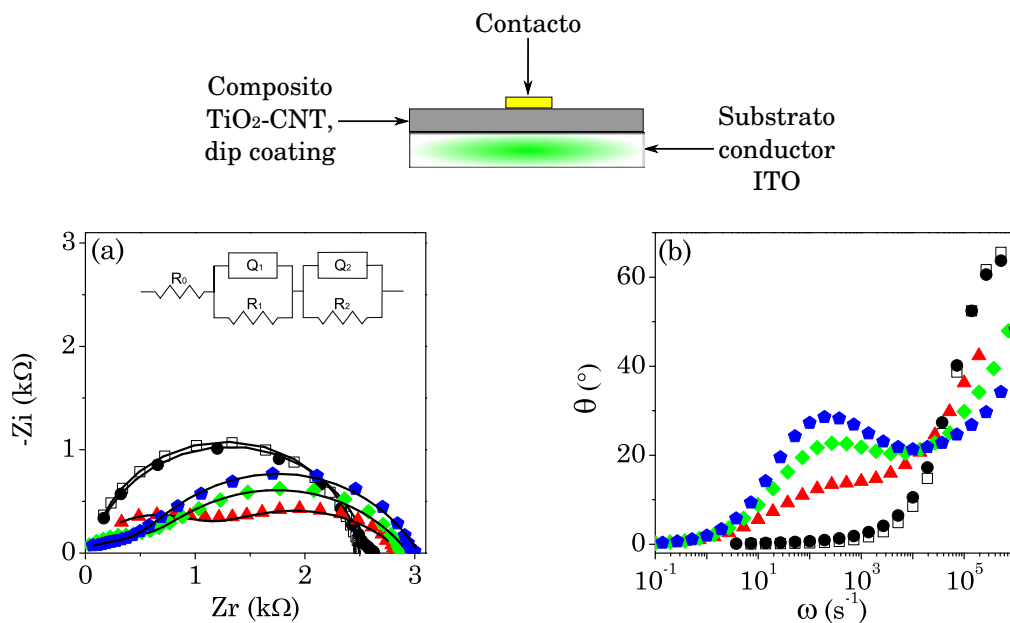 Contacto
Composito
TiO₂-CNT,
dip coating
Substrato
conductor
ITO
(a)
R₀
Q₁
R₁
Q₂
R₂
3
2
1
0
-Zi (kΩ)
0 1 2 3
Zr (kΩ)
(b)
60
40
20
0
θ (°)
10⁻¹ 10¹ 10³ 10⁵
ω (s⁻¹)